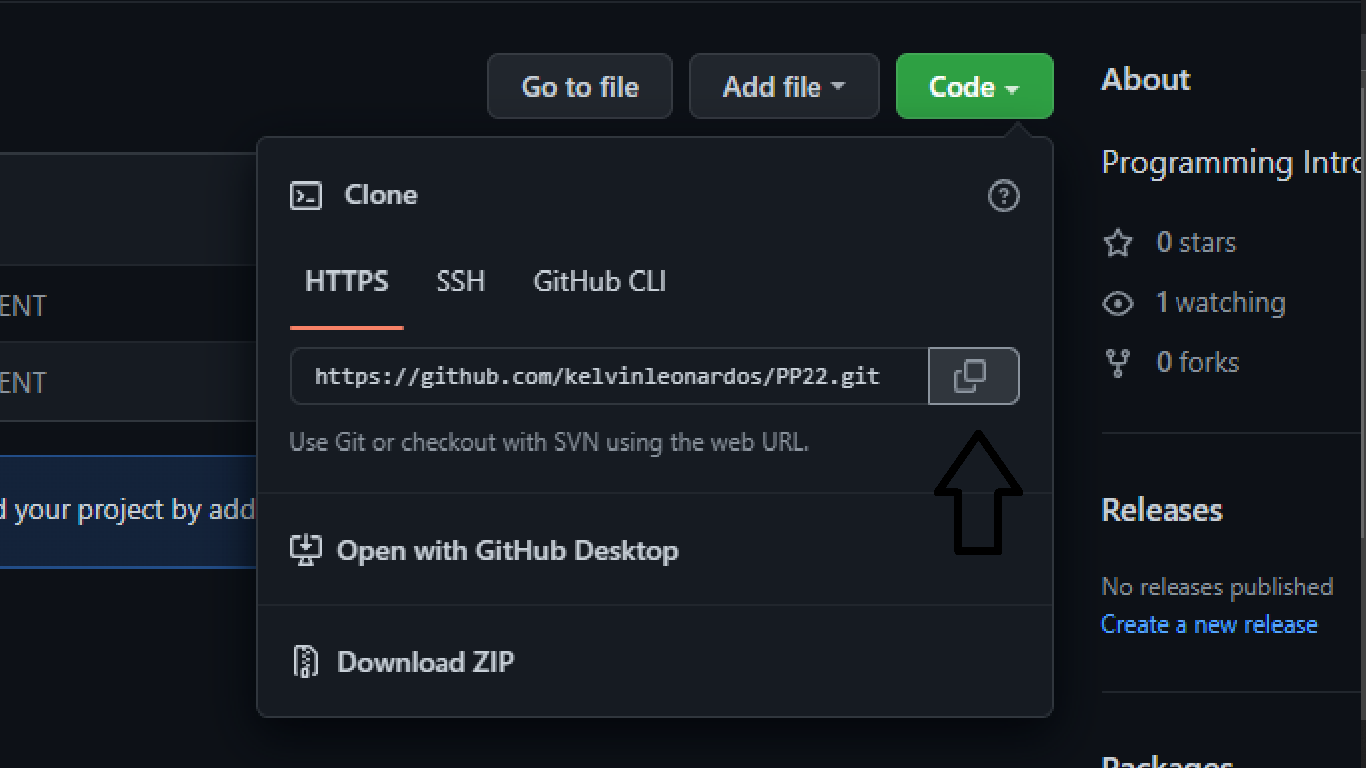 Go to file
Add file
Code
Clone
HTTPS
SSH
GitHub CLI
https://github.com/kelvinleonardos/PP22.git
Use Git or checkout with SVN using the web URL.
Open with GitHub Desktop
Download ZIP
ENT
ENT
d your project by add
About
Programming Intro
0 stars
1 watching
0 forks
Releases
No releases published
Create a new release
Packages